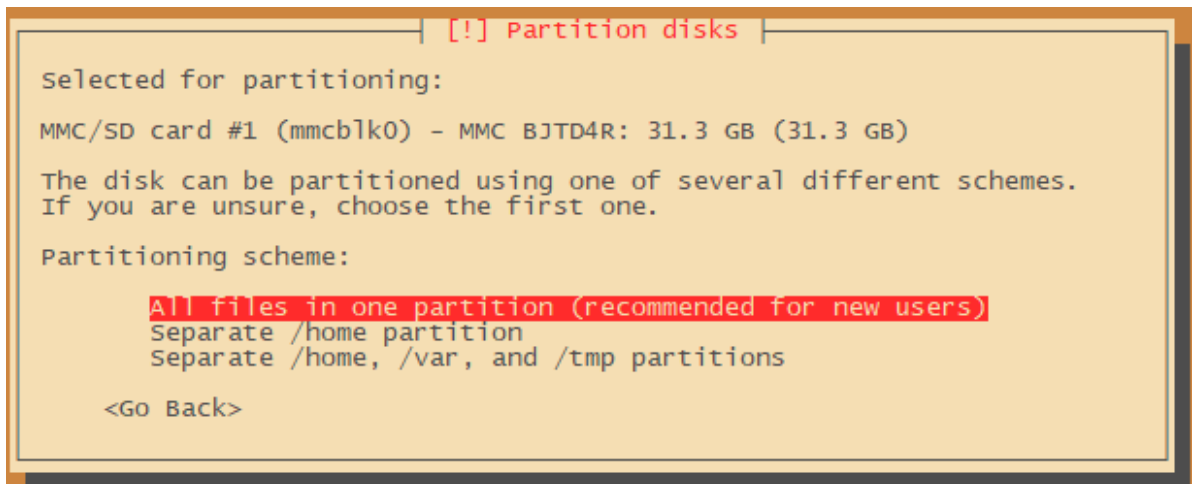 [!] Partition disks
Selected for partitioning:
MMC/SD card #1 (mmcblk0) – MMC BJTD4R: 31.3 GB (31.3 GB)
The disk can be partitioned using one of several different schemes.
If you are unsure, choose the first one.
Partitioning scheme:
All files in one partition (recommended for new users)
Separate /home partition
Separate /home, /var, and /tmp partitions
<Go Back>